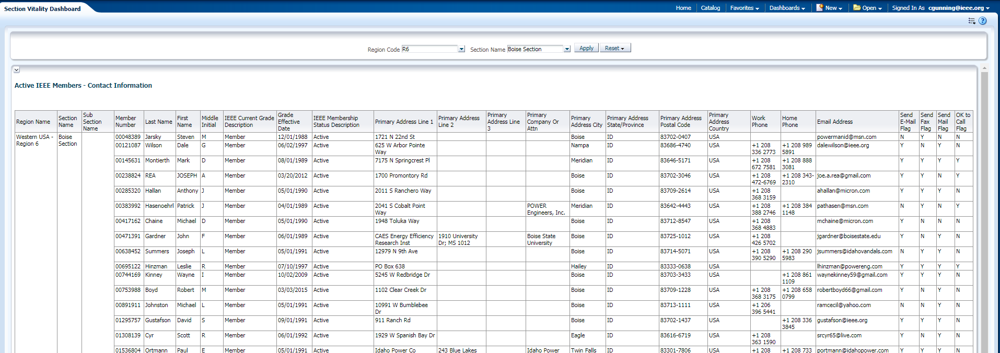 Section Vitality Dashboard
Home Catalog Favorites Dashboards New Open Signed In As cgunning@ieee.org
Region Code R6 Section Name Boise Section Apply Reset
Active IEEE Members - Contact Information
Region Name Section Name Sub Section Name Member Number Last Name First Name Middle Initial IEEE Current Grade Description Grade Effective Date IEEE Membership Status Description Primary Address Line 1 Primary Address Line 2 Primary Address Line 3 Primary Company Or Attn Primary Address City Primary Address State/Province Primary Address Postal Code Primary Address Country Work Phone Home Phone Email Address Send E-Mail Flag Send Fax Flag Send Mail Flag OK to Call Flag
Western USA - Region 6 Boise Section 00048389 Jarsky Steven M Member 12/01/1988 Active 1721 N 22nd St Boise ID 83702-0407 USA powermanid@msn.com N Y N N
00121087 Wilson Dale G Member 06/02/1997 Active 625 W Arbor Pointe Way Nampa ID 83686-4740 USA +1 208 336 2773 +1 208 989 5891 dalewilson@ieee.org Y N Y N
00145631 Montierth Mark D Member 08/01/1989 Active 7175 N Springcrest Pl Meridian ID 83646-5171 USA +1 208 672 7581 +1 208 888 3081 Y Y Y Y
00238824 REA JOSEPH A Member 03/20/2012 Active 1700 Promontory Rd Boise ID 83702-3046 USA +1 208 472-6769 +1 208 343-2310 joe.a.rea@gmail.com Y Y N Y
00285320 Hallan Anthony J Member 05/01/1990 Active 2011 S Ranchero Way Boise ID 83709-2614 USA +1 208 368 3159 ahallan@micron.com Y Y Y N
00383992 Hasenoehrl Patrick J Member 04/01/1989 Active 2041 S Cobalt Point Way POWER Engineers, Inc. Meridian ID 83642-4443 USA +1 208 388 2746 +1 208 384 1148 pathasen@msn.com N Y N Y
00417162 Chaine Michael D Member 05/01/1990 Active 1948 Toluka Way Boise ID 83712-8547 USA +1 208 368 4883 mchaine@micron.com Y N N N
00471391 Gardner John F Member 06/01/1989 Active CAES Energy Efficiency Research Inst 1910 University Dr; MS 1012 Boise State University Boise ID 83725-1012 USA +1 208 426 5702 jgardner@boisestate.edu Y N Y N
00638452 Summers Joseph L Member 05/01/1991 Active 12979 N 9th Ave Boise ID 83714-5071 USA +1 208 390 5290 +1 208 290 5983 jsummers@idahovandals.com N Y Y N
00695122 Hinzman Leslie R Member 07/10/1997 Active PO Box 638 Hailey ID 83333-0638 USA lhinzman@powereng.com Y Y Y Y
00744169 Kinney Wayne I Member 10/02/2009 Active 5245 W Redbridge Dr Boise ID 83703-3433 USA +1 208 861 1109 waynekinney59@gmail.com Y Y Y N
00753988 Boyd Robert M Member 03/03/2015 Active 1102 Clear Creek Dr Boise ID 83709-1228 USA +1 208 368 3175 +1 208 658 0799 robertboyd66@gmail.com Y N Y N
00891911 Johnston Michael L Member 05/01/1991 Active 10991 W Bumblebee Dr Boise ID 83713-1111 USA +1 206 396 5441 ramcecil@yahoo.com N N Y N
01295757 Gustafson David S Member 09/01/1991 Active 911 Ranch Rd Boise ID 83702-1437 USA +1 208 336 3845 gustafson@ieee.org Y Y Y N
01308139 Cyr Scott R Member 06/01/1992 Active 1929 W Spanish Bay Dr Eagle ID 83616-6719 USA +1 208 363 1590 srcyr65@live.com Y N Y N
01536804 Ortmann Paul E Member 05/01/1991 Active Idaho Power Co 243 Blue Lakes Idaho Power Twin Falls ID 83301-7806 USA +1 208 +1 208 733 portmann@idahopower.com Y Y Y N